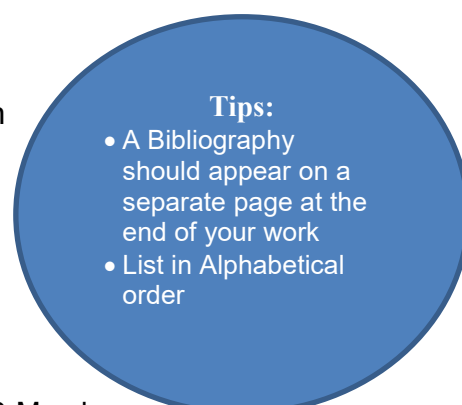 Tips:
• A Bibliography
should appear on a
separate page at the
end of your work
• List in Alphabetical
order